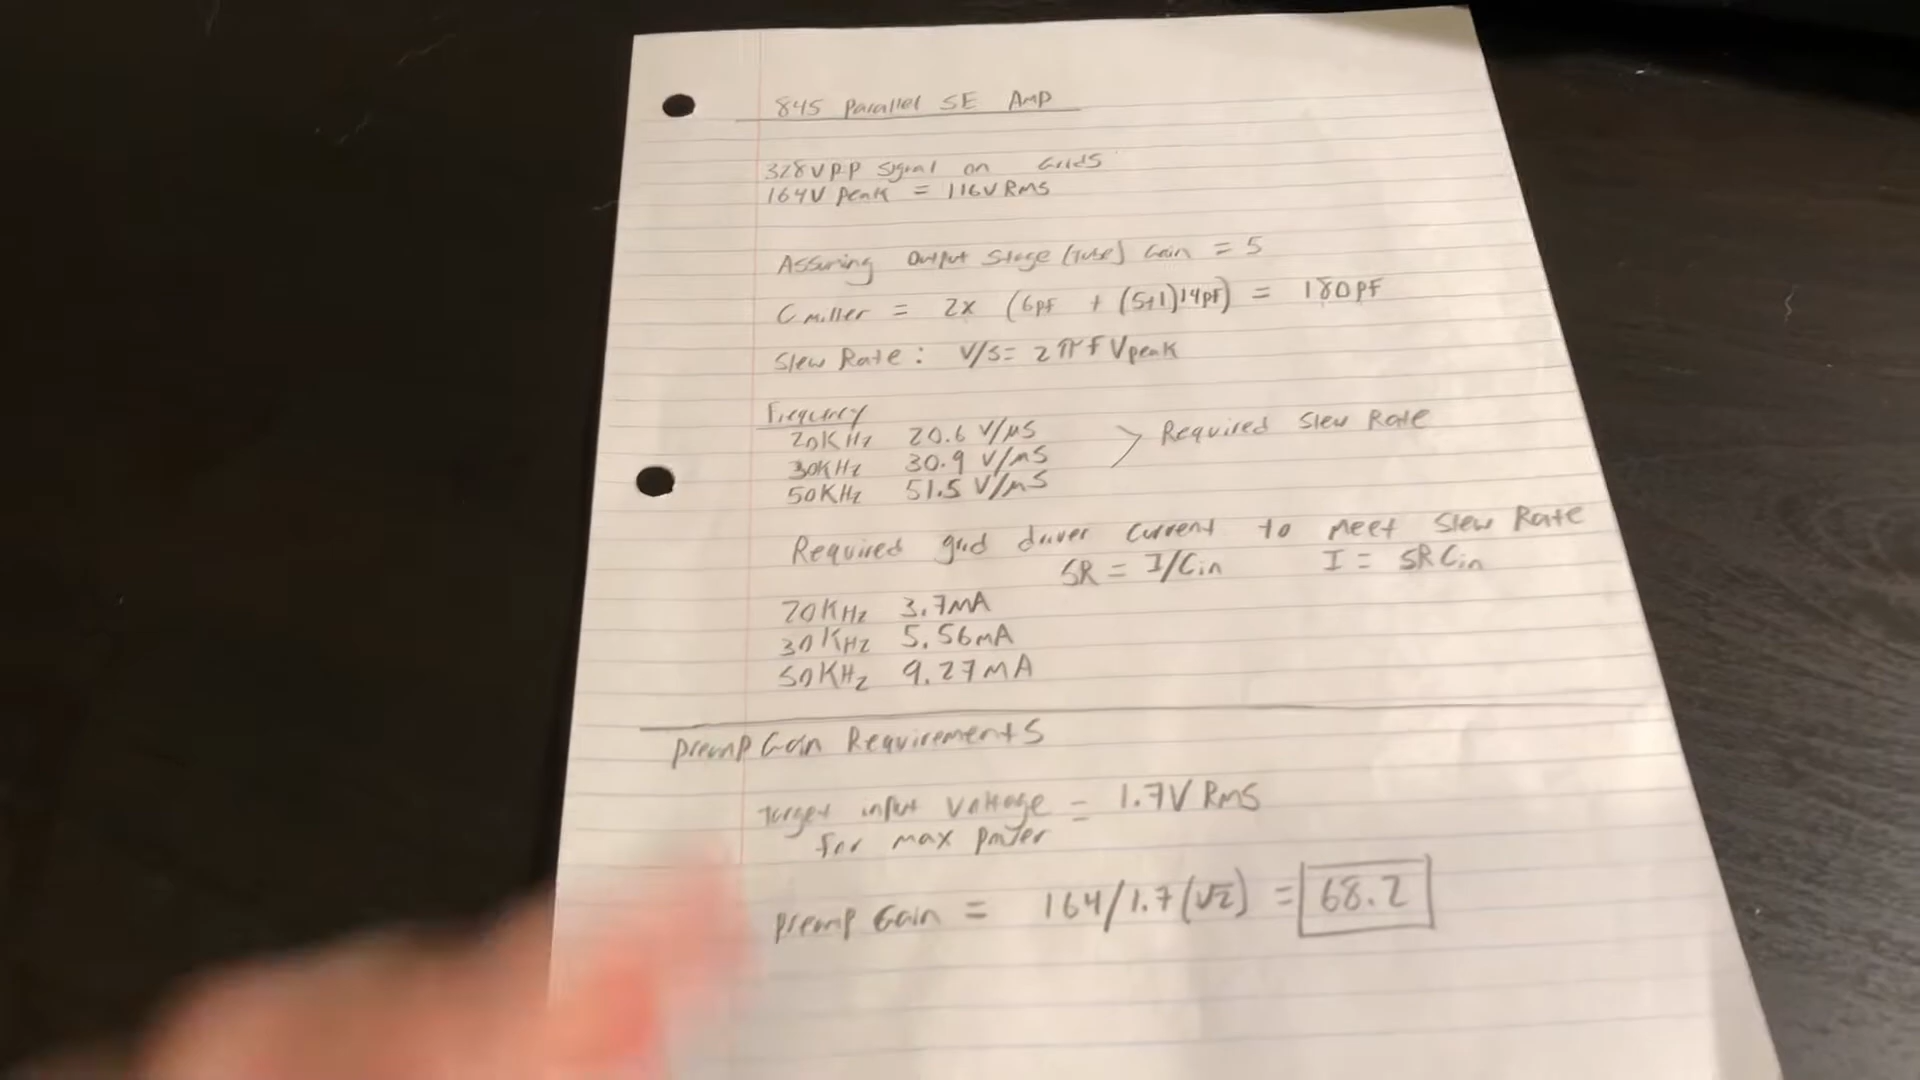 845 Parallel SE Amp
328VPP Signal on Grids
164V Peak = 116V RMS
Assuming Output Stage (Tube) Gain = 5
C miller = 2x (6pf + (5+1)14pf) = 180pf
Slew Rate: V/S = 2πf Vpeak
Frequency
20KHz 20.6 V/µS
30KHz 30.9 V/µS > Required Slew Rate
50KHz 51.5 V/µS
Required grid driver current to meet Slew Rate
SR = I/Cin I = SRCin
20KHz 3.7MA
30KHz 5.56mA
50KHz 9.27MA
Preamp Gain Requirements
Target input Voltage = 1.7V RMS
for max power
Preamp Gain = 164/1.7(√2) = 68.2